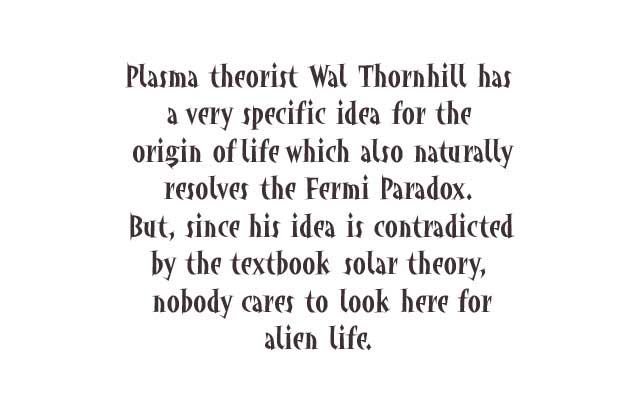 Plasma theorist Wal Thornhill has
a very specific idea for the
origin of life which also naturally
resolves the Fermi Paradox.
But, since his idea is contradicted
by the textbook solar theory,
nobody cares to look here for
alien life.